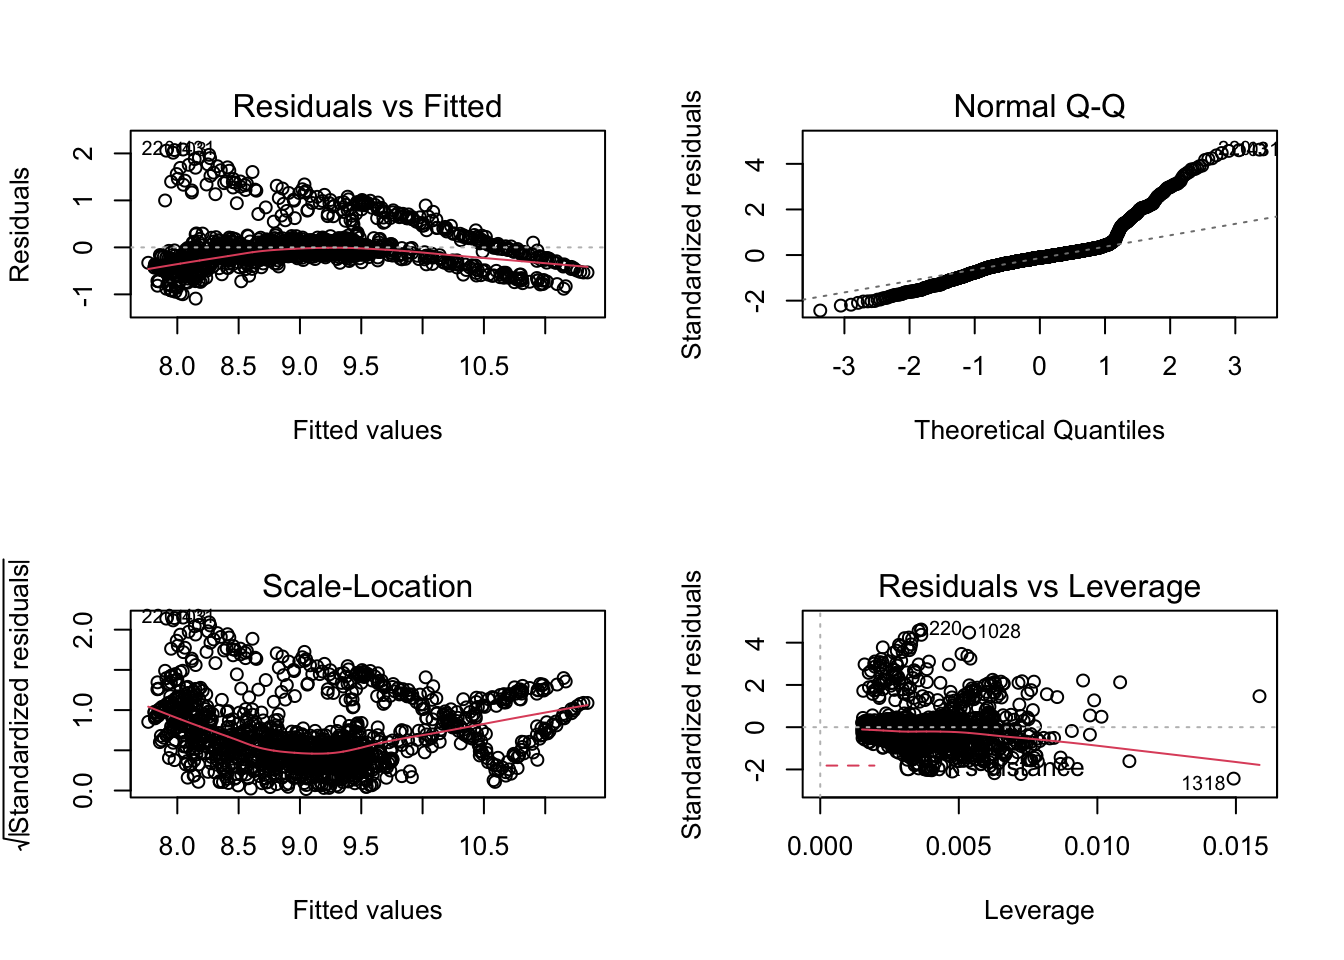 Residuals vs Fitted
Residuals
2
1
0
-1
8.0 8.5 9.0 9.5 10.5
Fitted values
Normal Q-Q
Standardized residuals
4
2
0
-2
-3 -2 -1 0 1 2 3
Theoretical Quantiles
Scale-Location
√|Standardized residuals|
2.0
1.0
0.0
8.0 8.5 9.0 9.5 10.5
Fitted values
Residuals vs Leverage
Standardized residuals
4
2
0
-2
220
1028
1318
distance
0.000 0.005 0.010 0.015
Leverage